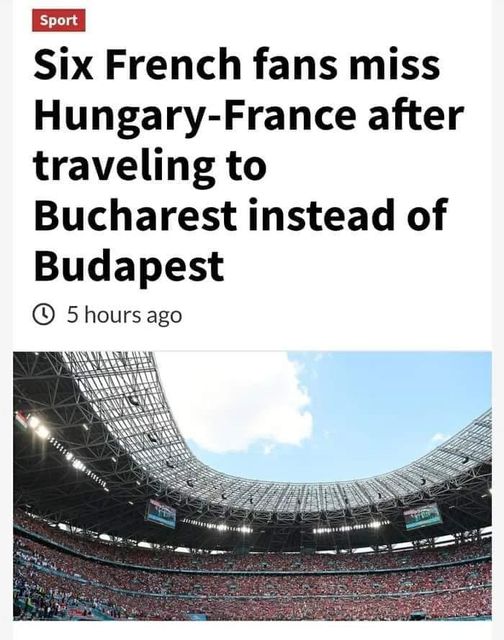 Sport
Six French fans miss
Hungary-France after
traveling to
Bucharest instead of
Budapest
5 hours ago